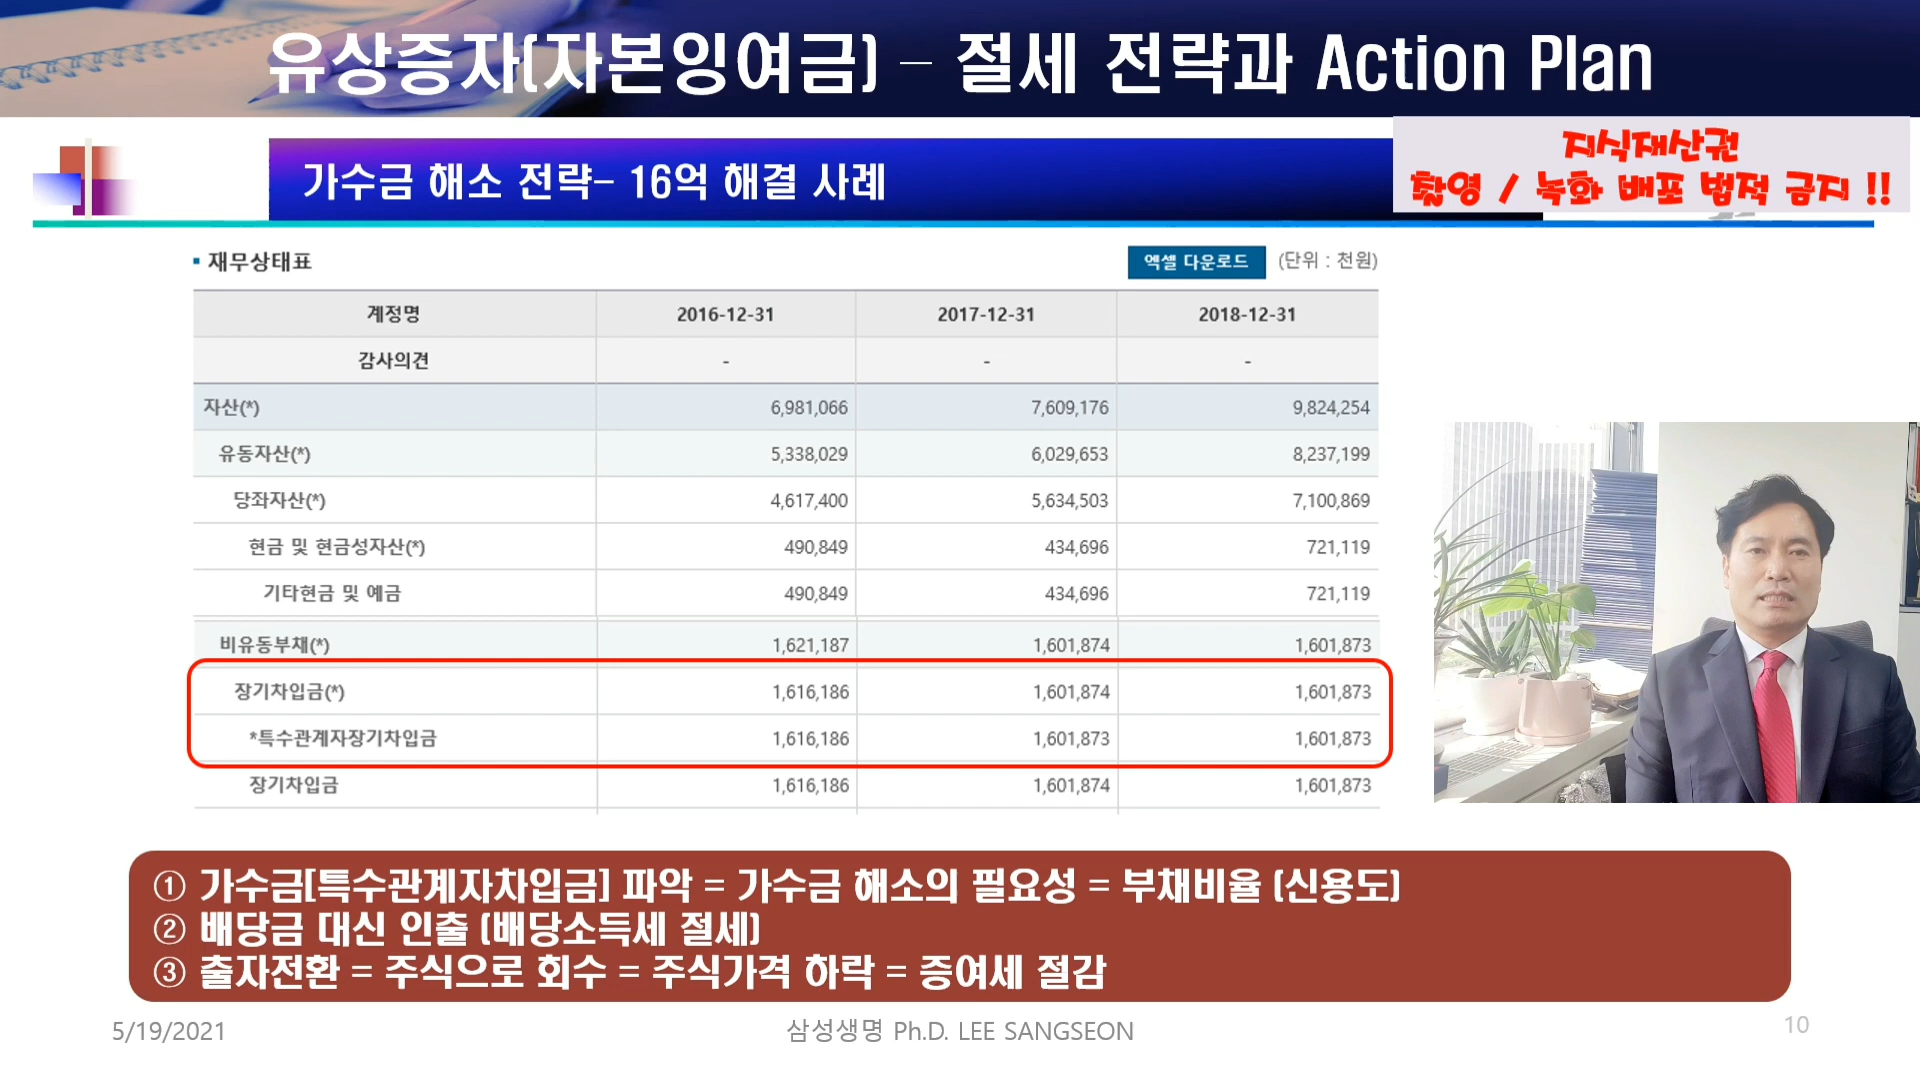 유상증자(자본잉여금) – 절세 전략과 Action Plan
지식재산권
촬영 / 녹화 배포 법적 금지 !!
가수금 해소 전략– 16억 해결 사례
재무상태표 엑셀 다운로드 (단위 : 천원)
계정명 2016-12-31 2017-12-31 2018-12-31
감사의견 - - -
자산(*) 6,981,066 7,609,176 9,824,254
유동자산(*) 5,338,029 6,029,653 8,237,199
당좌자산(*) 4,617,400 5,634,503 7,100,869
현금 및 현금성자산(*) 490,849 434,696 721,119
기타현금 및 예금 490,849 434,696 721,119
비유동부채(*) 1,621,187 1,601,874 1,601,873
장기차입금(*) 1,616,186 1,601,874 1,601,873
*특수관계자장기차입금 1,616,186 1,601,873 1,601,873
장기차입금 1,616,186 1,601,874 1,601,873
① 가수금[특수관계자차입금] 파악 = 가수금 해소의 필요성 = 부채비율 (신용도)
② 배당금 대신 인출 (배당소득세 절세)
③ 출자전환 = 주식으로 회수 = 주식가격 하락 = 증여세 절감
5/19/2021 삼성생명 Ph.D. LEE SANGSEON 10